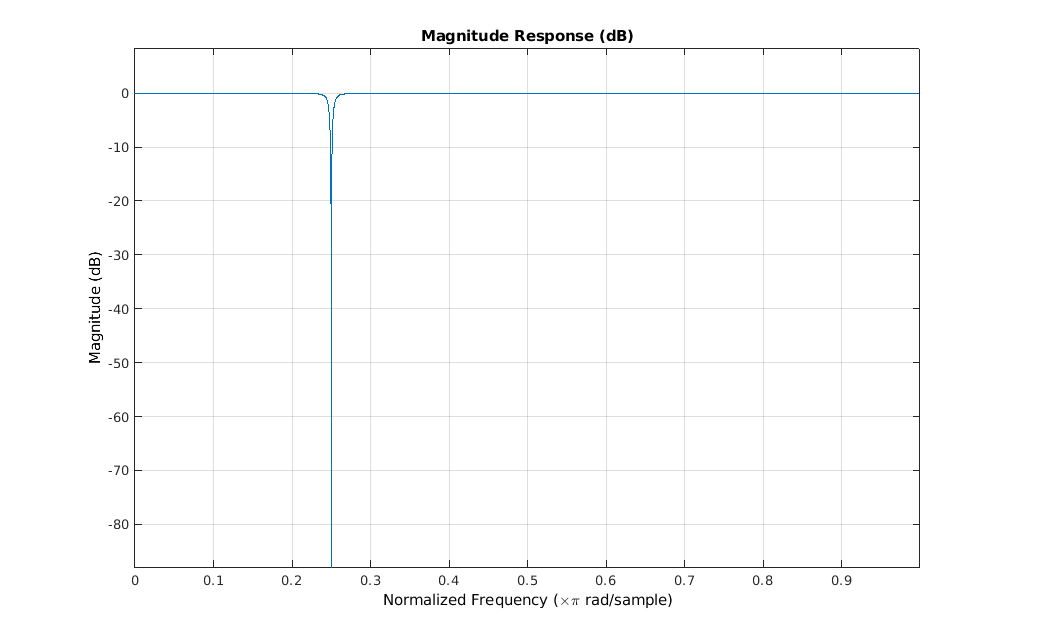 Magnitude Response (dB)
Magnitude (dB)
0
-10
-20
-30
-40
-50
-60
-70
-80
0 0.1 0.2 0.3 0.4 0.5 0.6 0.7 0.8 0.9
Normalized Frequency (×π rad/sample)